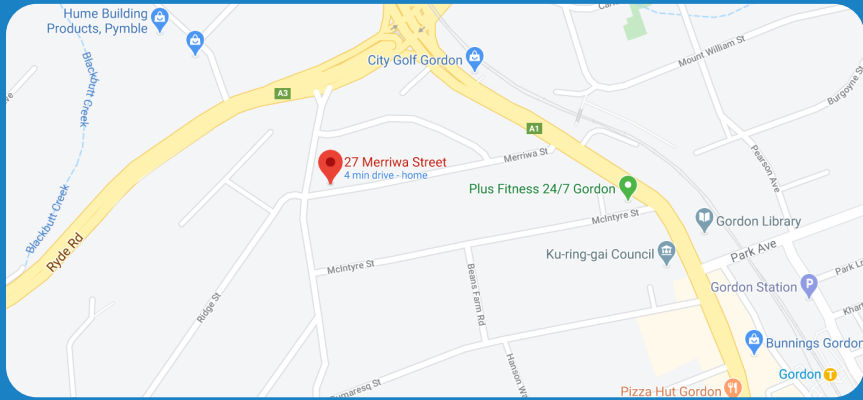 Hume Building
Products, Pymble
City Golf Gordon
Mount William St
Burgoyne St
Blackbutt Creek
A3
A1
27 Merriwa Street
4 min drive - home
Merriwa St
Pearson Ave
Plus Fitness 24/7 Gordon
McIntyre St
Gordon Library
Blackbutt Creek
Ryde Rd
Ku-ring-gai Council
Park Ave
McIntyre St
Beans Farm Rd
Gordon Station
Ridge St
Bunnings Gordon
Gordon
Pizza Hut Gordon